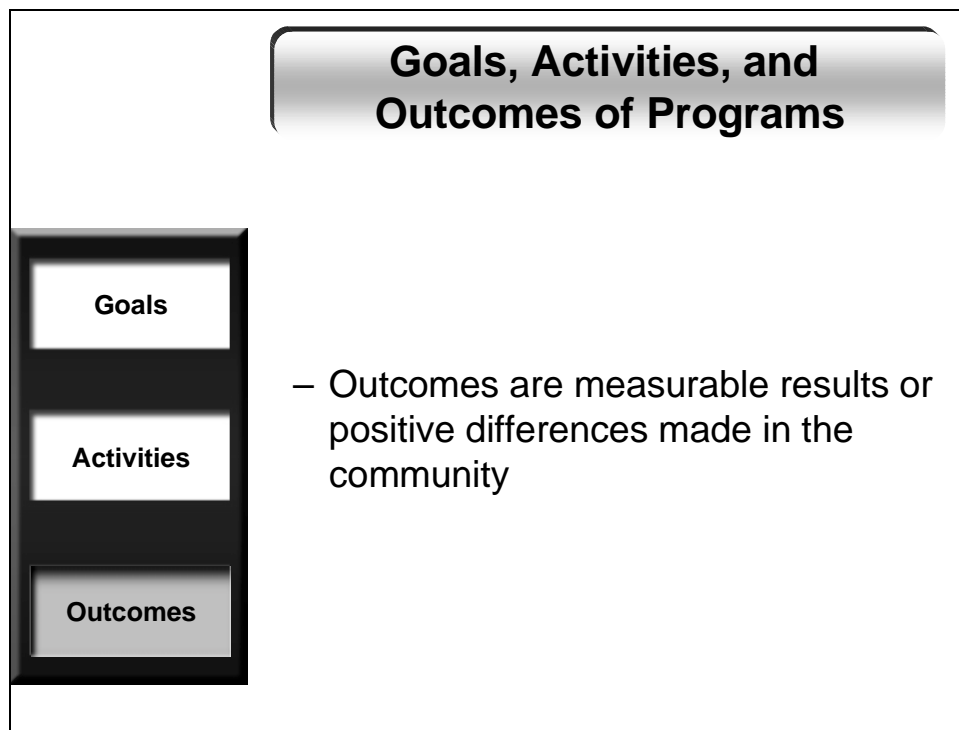 Goals, Activities, and
Outcomes of Programs
Goals
Activities
Outcomes
– Outcomes are measurable results or
positive differences made in the
community